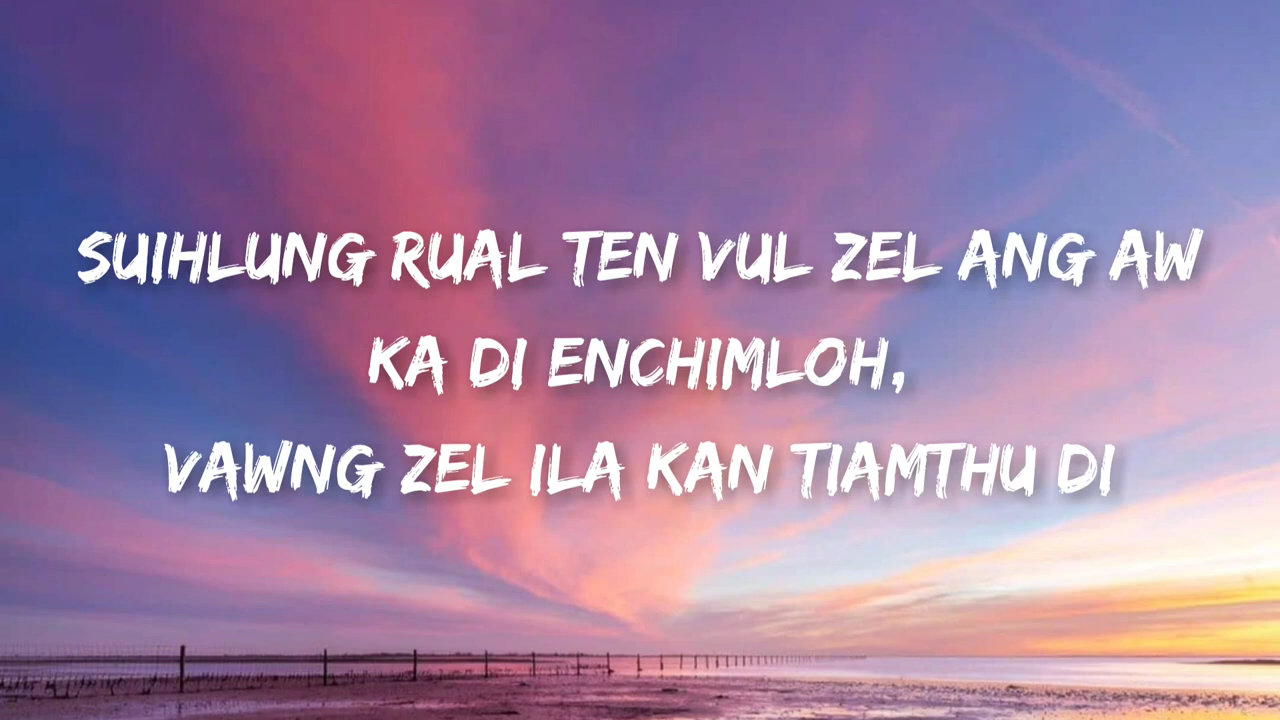 SUIHLUNG RUAL TEN VUL ZEL ANG AW
KA DI ENCHIMLOH,
VAWNG ZEL ILA KAN TIAMTHU DI